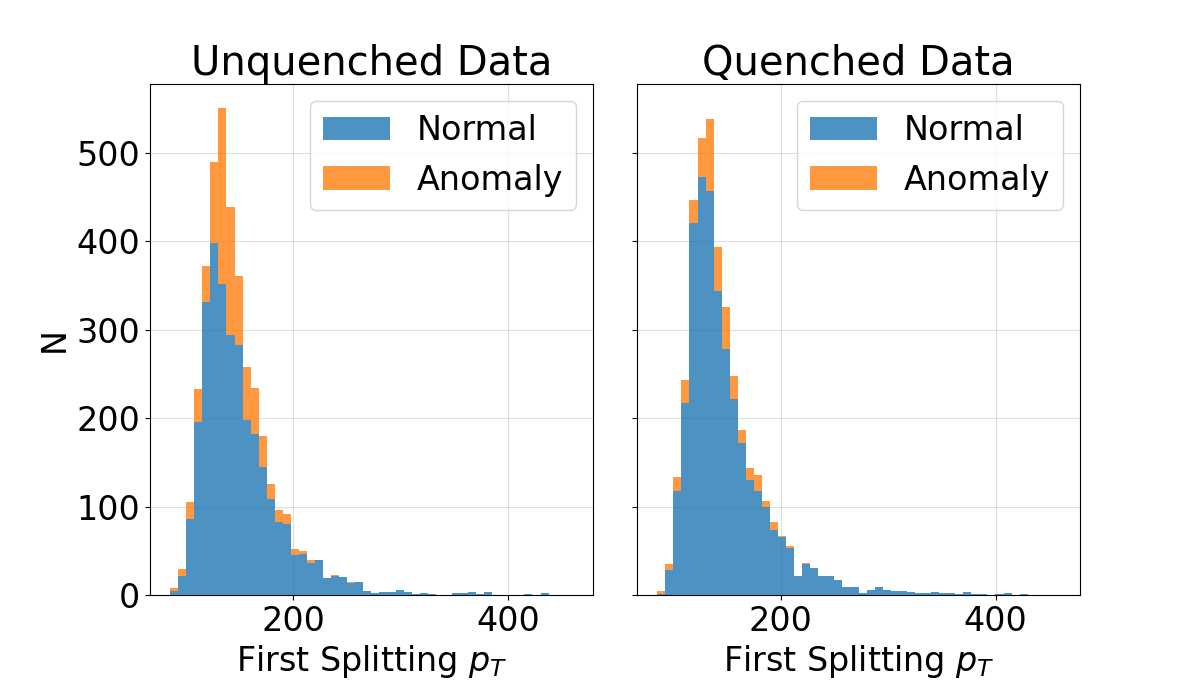 Unquenched Data
Quenched Data
Normal
Anomaly
Normal
Anomaly
N
500
400
300
200
100
0
200
400
200
400
First Splitting p_T
First Splitting p_T